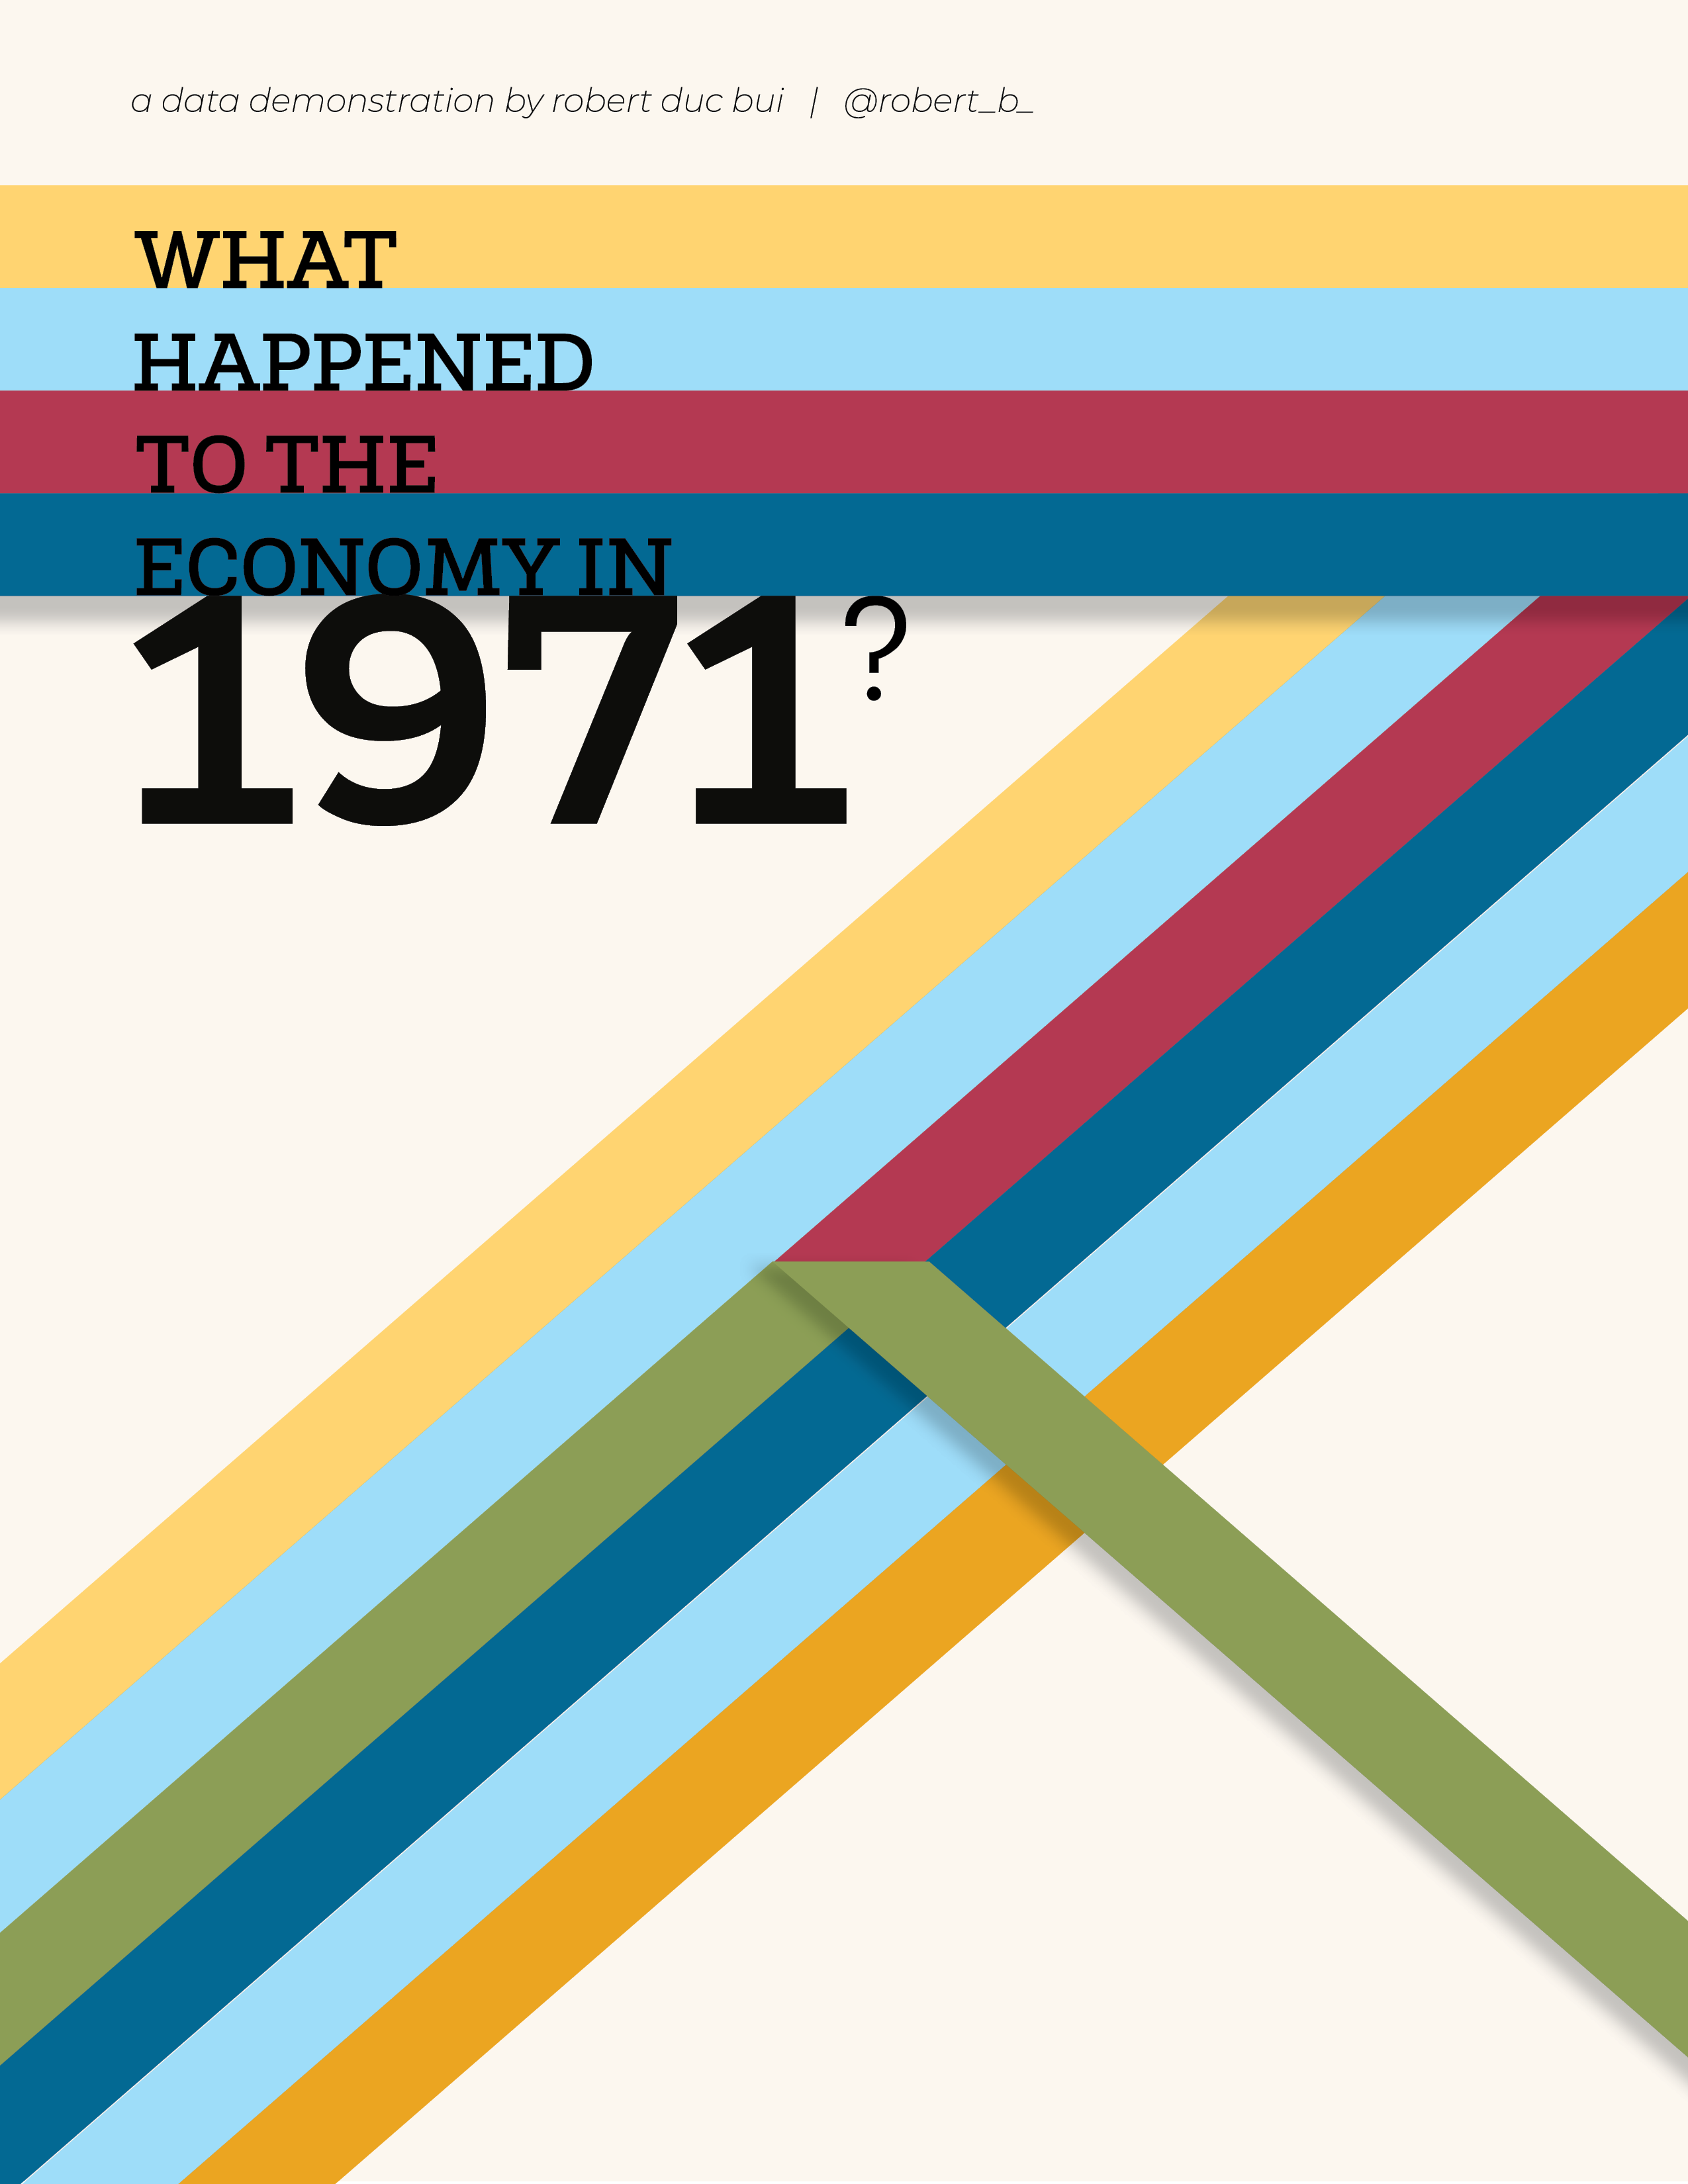 a data demonstration by robert duc bui | @robert_b_
WHAT
HAPPENED
TO THE
ECONOMY IN
1971?